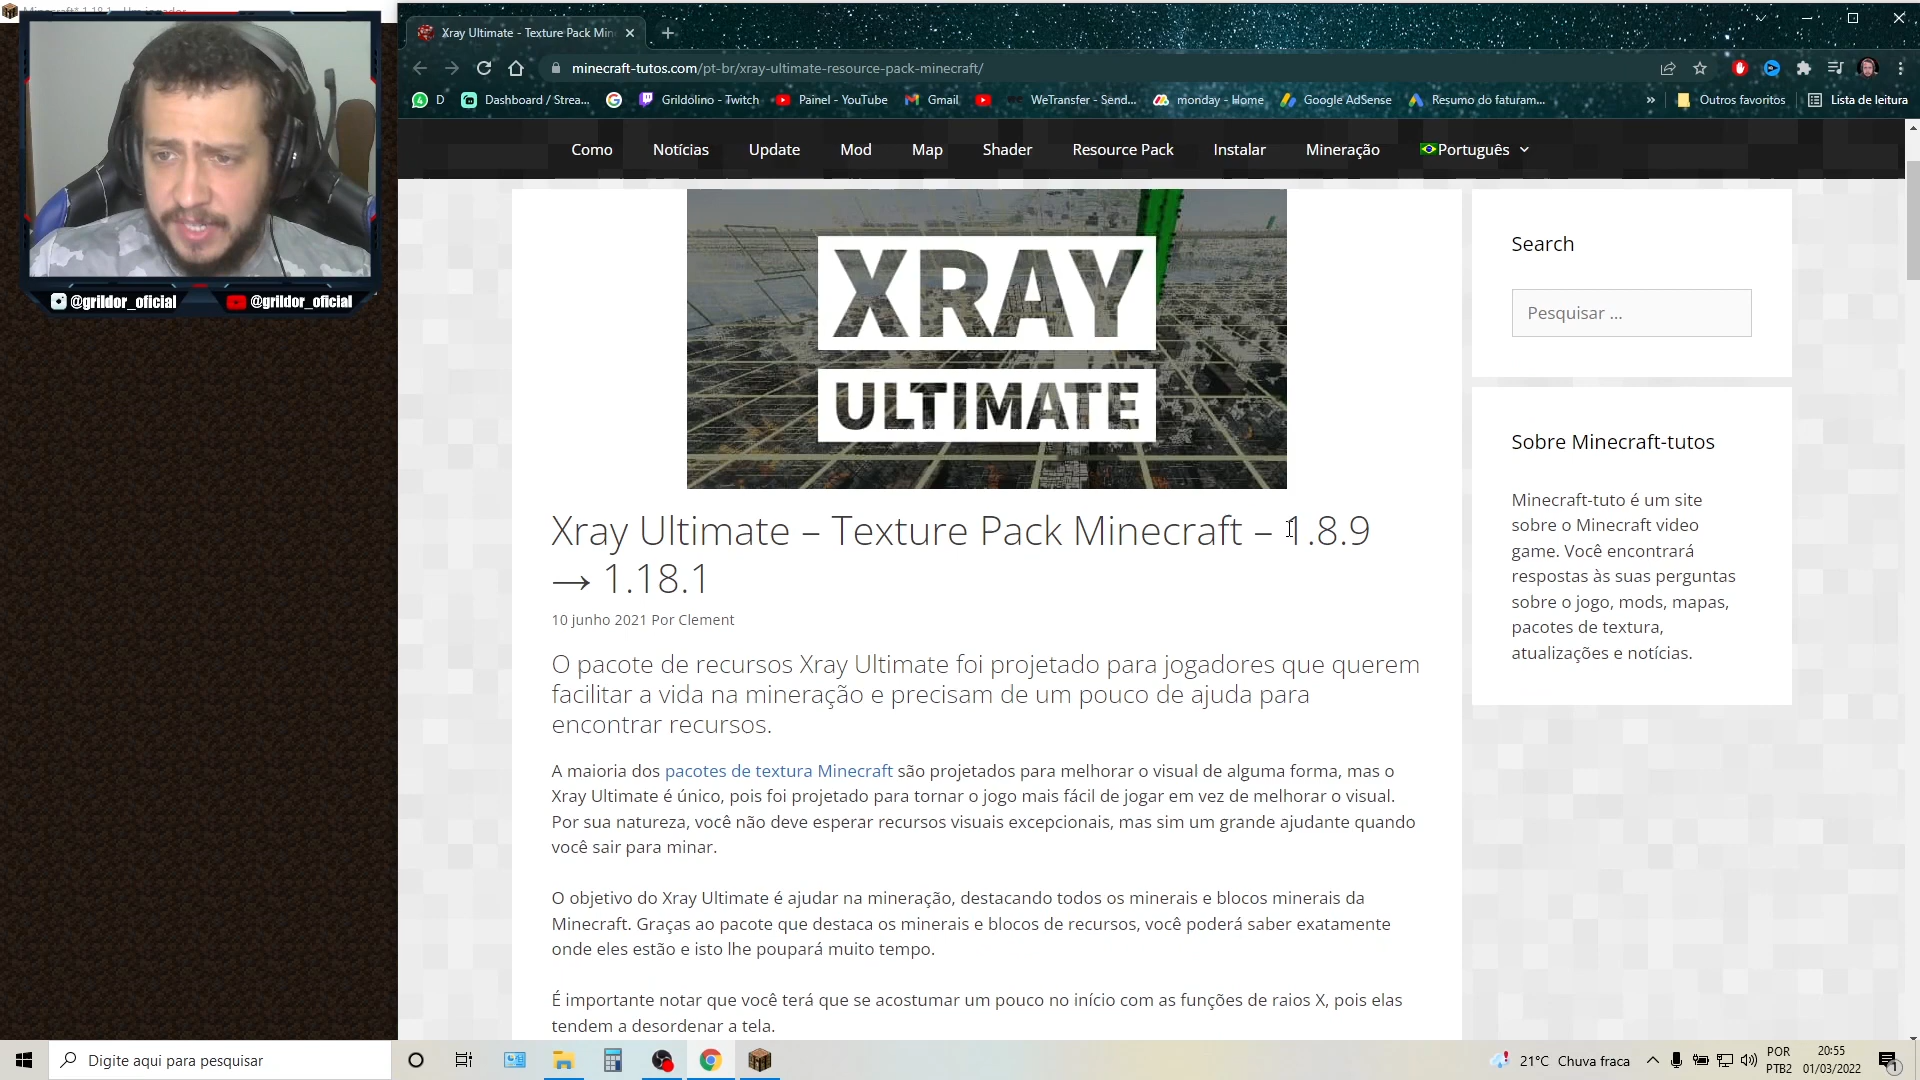 Minecraft* 1.18.1 - Um jogador
@grildor_oficial
@grildor_oficial
Xray Ultimate - Texture Pack Min
minecraft-tutos.com/pt-br/xray-ultimate-resource-pack-minecraft/
D
Dashboard / Strea...
Grildolino - Twitch
Painel - YouTube
Gmail
WeTransfer - Send...
monday - Home
Google AdSense
Resumo do faturam...
»
Outros favoritos
Lista de leitura
Como
Notícias
Update
Mod
Map
Shader
Resource Pack
Instalar
Mineração
Português
XRAY
ULTIMATE
Xray Ultimate – Texture Pack Minecraft – 1.8.9
→ 1.18.1
10 junho 2021 Por Clement
O pacote de recursos Xray Ultimate foi projetado para jogadores que querem
facilitar a vida na mineração e precisam de um pouco de ajuda para
encontrar recursos.
A maioria dos pacotes de textura Minecraft são projetados para melhorar o visual de alguma forma, mas o
Xray Ultimate é único, pois foi projetado para tornar o jogo mais fácil de jogar em vez de melhorar o visual.
Por sua natureza, você não deve esperar recursos visuais excepcionais, mas sim um grande ajudante quando
você sair para minar.
O objetivo do Xray Ultimate é ajudar na mineração, destacando todos os minerais e blocos minerais da
Minecraft. Graças ao pacote que destaca os minerais e blocos de recursos, você poderá saber exatamente
onde eles estão e isto lhe poupará muito tempo.
É importante notar que você terá que se acostumar um pouco no início com as funções de raios X, pois elas
tendem a desordenar a tela.
Search
Pesquisar …
Sobre Minecraft-tutos
Minecraft-tuto é um site
sobre o Minecraft video
game. Você encontrará
respostas às suas perguntas
sobre o jogo, mods, mapas,
pacotes de textura,
atualizações e notícias.
Digite aqui para pesquisar
21°C Chuva fraca
POR
PTB2
20:55
01/03/2022
1